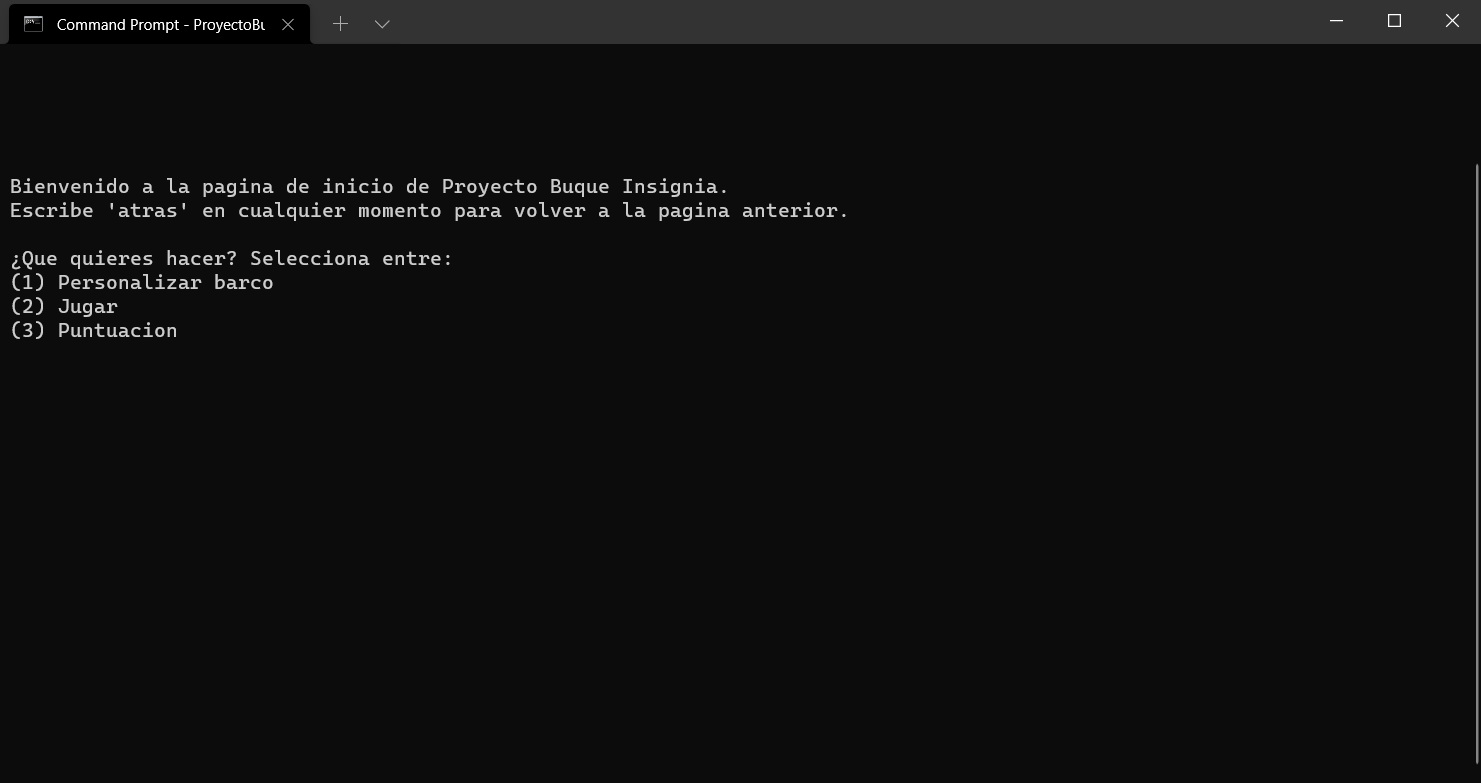 Command Prompt - ProyectoBu
Bienvenido a la pagina de inicio de Proyecto Buque Insignia.
Escribe 'atras' en cualquier momento para volver a la pagina anterior.
¿Que quieres hacer? Selecciona entre:
(1) Personalizar barco
(2) Jugar
(3) Puntuacion